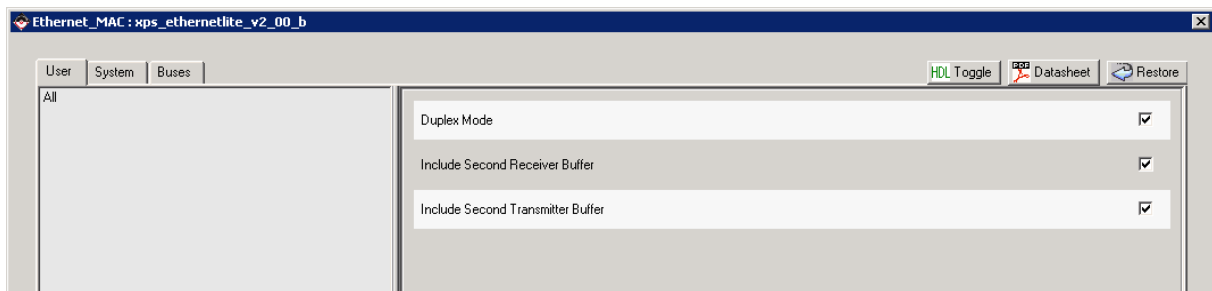 Ethernet_MAC : xps_ethernetlite_v2_00_b
User System Buses HDL Toggle PDF Datasheet Restore
All
Duplex Mode
Include Second Receiver Buffer
Include Second Transmitter Buffer